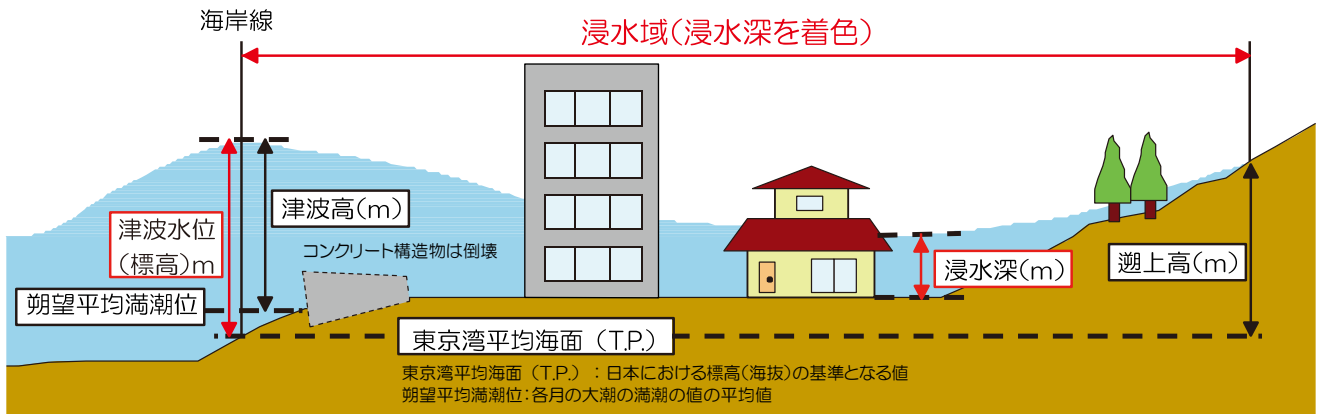 海岸線
浸水域(浸水深を着色)
津波高(m)
津波水位
(標高)m
コンクリート構造物は倒壊
浸水深(m)
遡上高(m)
朔望平均満潮位
東京湾平均海面（T.P.）
東京湾平均海面（T.P.）：日本における標高(海抜)の基準となる値
朔望平均満潮位：各月の大潮の満潮の値の平均値